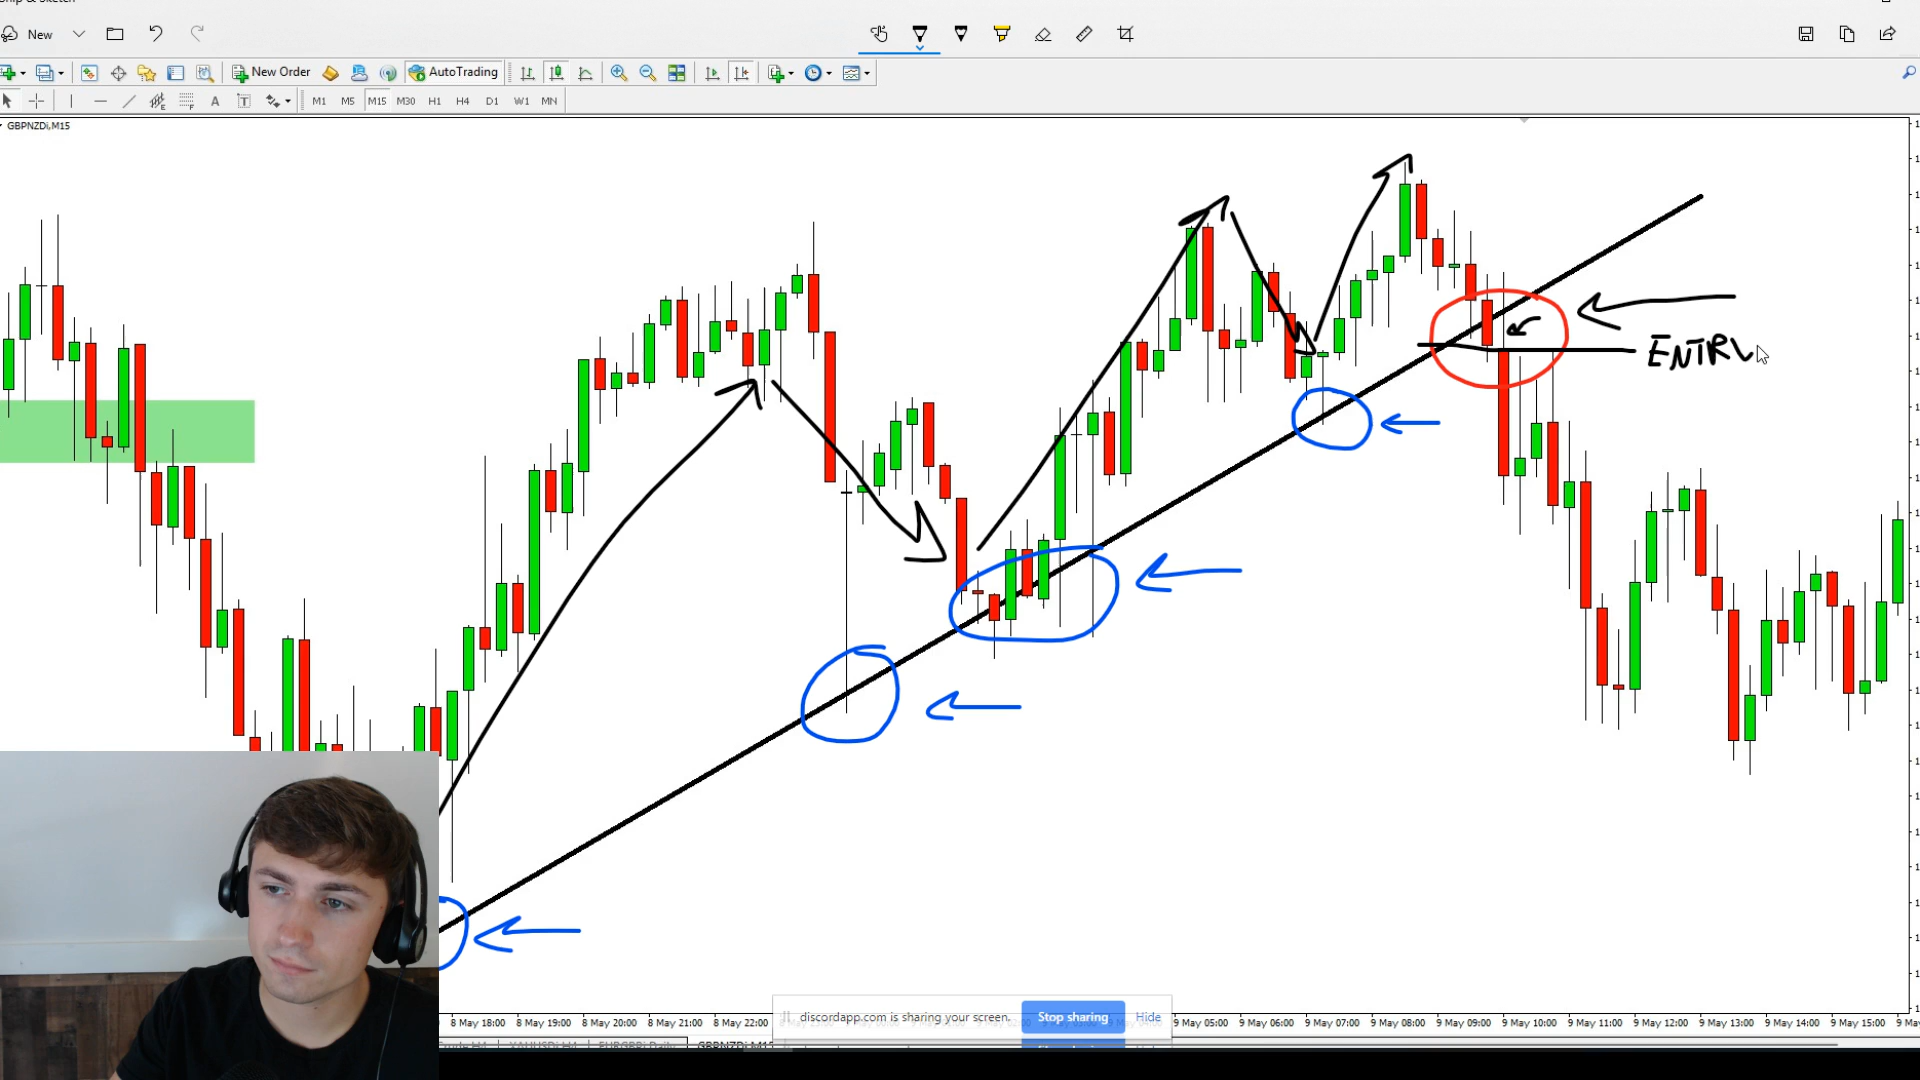 New
New Order
AutoTrading
A
T
M1 M5 M15 M30 H1 H4 D1 W1 MN
GBPNZDi,M15
ENTRY
discordapp.com is sharing your screen. Stop sharing Hide
8 May 18:00 8 May 19:00 8 May 20:00 8 May 21:00 8 May 22:00 9 May 05:00 9 May 06:00 9 May 07:00 9 May 08:00 9 May 09:00 9 May 10:00 9 May 11:00 9 May 12:00 9 May 13:00 9 May 14:00 9 May 15:00
GBPNZDi,M15